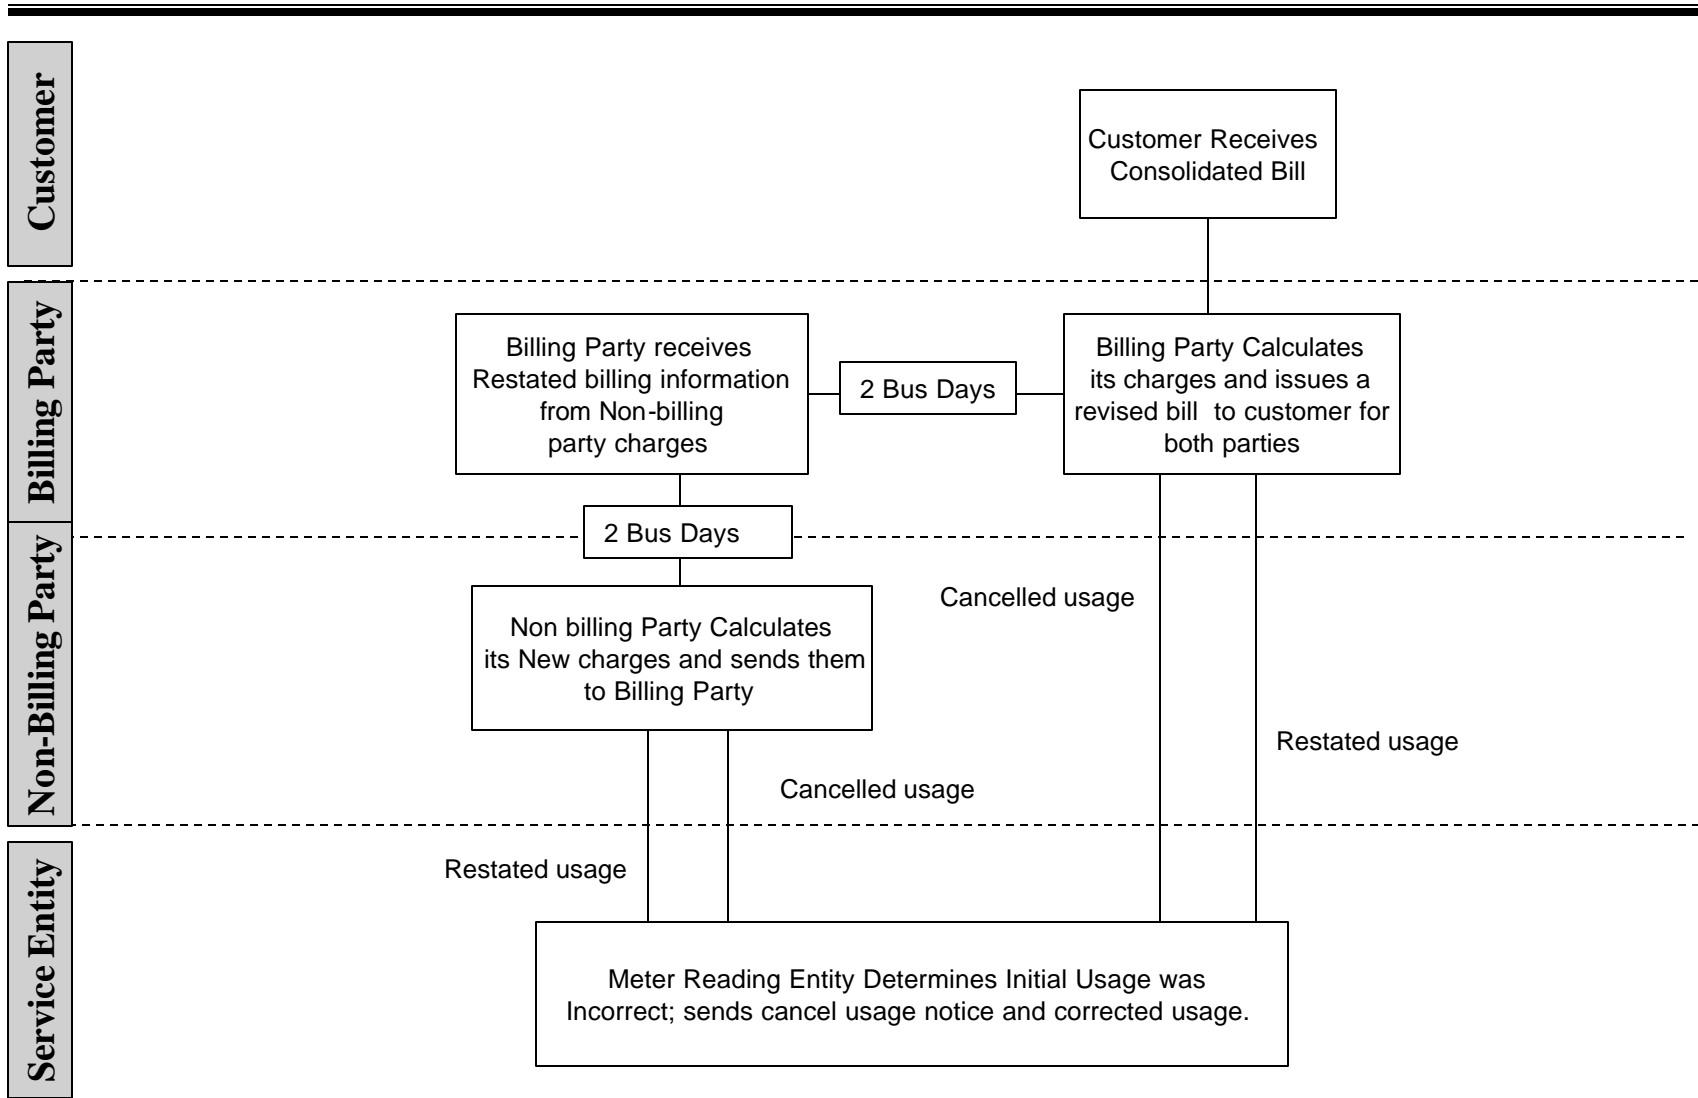 Customer
Customer Receives
Consolidated Bill
Billing Party
Billing Party receives
Restated billing information
from Non-billing
party charges
2 Bus Days
Billing Party Calculates
its charges and issues a
revised bill to customer for
both parties
2 Bus Days
Non-Billing Party
Non billing Party Calculates
its New charges and sends them
to Billing Party
Cancelled usage
Restated usage
Cancelled usage
Restated usage
Service Entity
Meter Reading Entity Determines Initial Usage was
Incorrect; sends cancel usage notice and corrected usage.